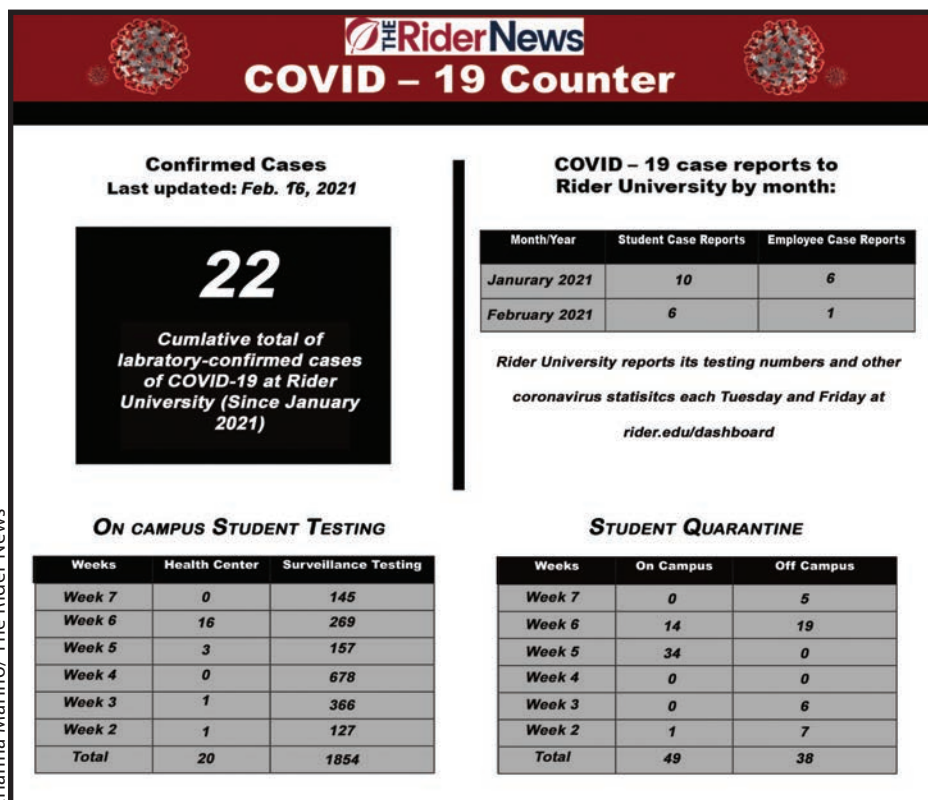 THE RiderNews
COVID – 19 Counter
Confirmed Cases
Last updated: Feb. 16, 2021
22
Cumlative total of
labratory-confirmed cases
of COVID-19 at Rider
University (Since January
2021)
COVID – 19 case reports to
Rider University by month:
Month/Year Student Case Reports Employee Case Reports
Janurary 2021 10 6
February 2021 6 1
Rider University reports its testing numbers and other
coronavirus statisitcs each Tuesday and Friday at
rider.edu/dashboard
ON CAMPUS STUDENT TESTING
Weeks Health Center Surveillance Testing
Week 7 0 145
Week 6 16 269
Week 5 3 157
Week 4 0 678
Week 3 1 366
Week 2 1 127
Total 20 1854
STUDENT QUARANTINE
Weeks On Campus Off Campus
Week 7 0 5
Week 6 14 19
Week 5 34 0
Week 4 0 0
Week 3 0 6
Week 2 1 7
Total 49 38
Marino/ The Rider News